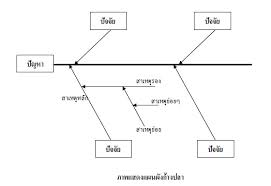 ปัจจัย
ปัจจัย
ปัญหา
สาเหตุรอง
สาเหตุหลัก
สาเหตุย่อยๆ
สาเหตุย่อย
ปัจจัย
ปัจจัย
ภาพแสดงแผนผังก้างปลา